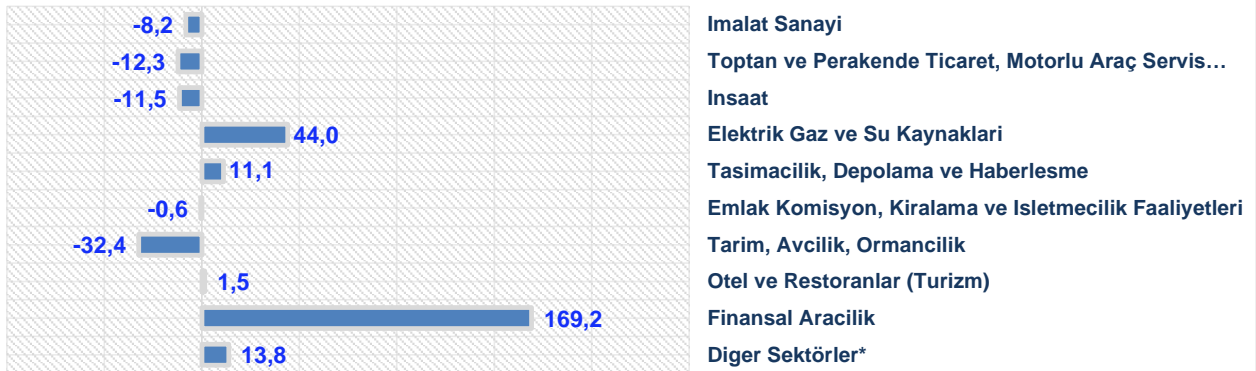 -8,2 Imalat Sanayi
-12,3 Toptan ve Perakende Ticaret, Motorlu Araç Servis…
-11,5 Insaat
44,0 Elektrik Gaz ve Su Kaynaklari
11,1 Tasimacilik, Depolama ve Haberlesme
-0,6 Emlak Komisyon, Kiralama ve Isletmecilik Faaliyetleri
-32,4 Tarim, Avcilik, Ormancilik
1,5 Otel ve Restoranlar (Turizm)
169,2 Finansal Aracilik
13,8 Diger Sektörler*